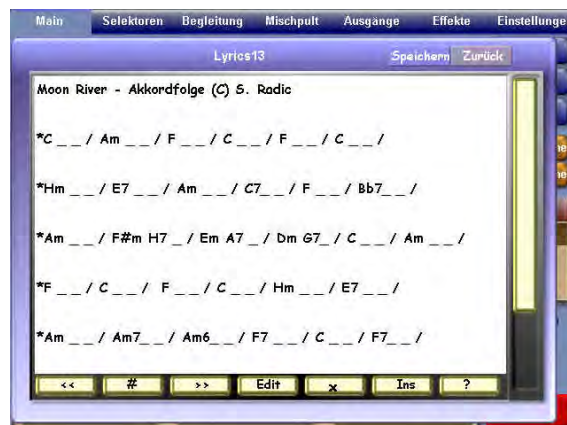 Main Selektoren Begleitung Mischpult Ausgänge Effekte Einstellunge
Lyrics13 Speichern Zurück
Moon River - Akkordfolge (C) S. Radic
*C _ _ / Am _ _ / F _ _ / C _ _ / F _ _ / C _ _ /
*Hm _ _ / E7 _ _ / Am _ _ / C7_ _ / F _ _ / Bb7_ _ /
*Am _ _ / F#m H7 _ / Em A7 _ / Dm G7_ / C _ _ / Am _ _ /
*F _ _ / C _ _ / F _ _ / C _ _ / Hm _ _ / E7 _ _ /
*Am _ _ / Am7_ _ / Am6_ _ / F7 _ _ / C _ _ / F7_ _ /
<< # >> Edit x Ins ?